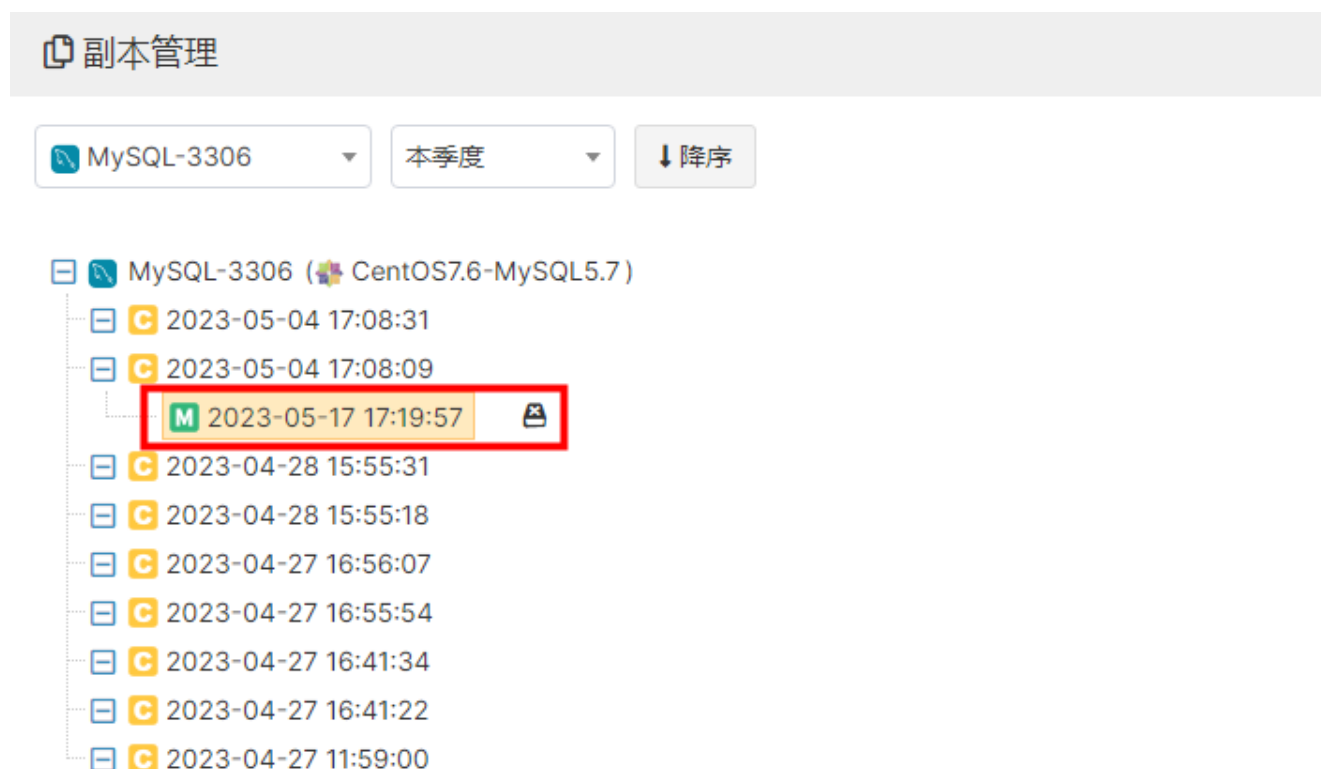 副本管理
MySQL-3306 本季度 降序
MySQL-3306 (CentOS7.6-MySQL5.7)
C 2023-05-04 17:08:31
C 2023-05-04 17:08:09
M 2023-05-17 17:19:57
C 2023-04-28 15:55:31
C 2023-04-28 15:55:18
C 2023-04-27 16:56:07
C 2023-04-27 16:55:54
C 2023-04-27 16:41:34
C 2023-04-27 16:41:22
C 2023-04-27 11:59:00